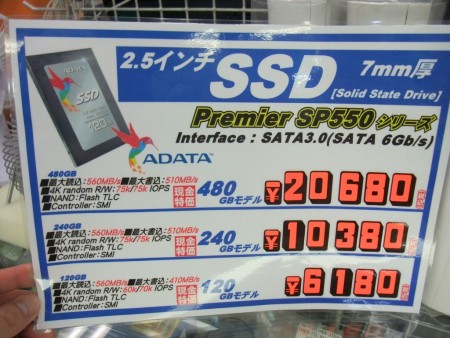 2.5インチ SSD 7mm厚
[Solid State Drive]
ADATA
SSD
720
Premier SP550 シリーズ
Interface : SATA3.0(SATA 6Gb/s)
ADATA
480GB
■最大読込:560MB/s■最大書込:510MB/s
■4K random R/W:75k/75k IOPS
■NAND:Flash TLC
■Controller:SMI
現金特価
480
GBモデル
¥20680
240GB
■最大読込:560MB/s■最大書込:510MB/s
■4K random R/W:75k/75k IOPS
■NAND:Flash TLC
■Controller:SMI
現金特価
240
GBモデル
¥10380
120GB
■最大読込:560MB/s■最大書込:410MB/s
■4K random R/W:60k/70k IOPS
■NAND:Flash TLC
■Controller:SMI
現金特価
120
GBモデル
¥6180